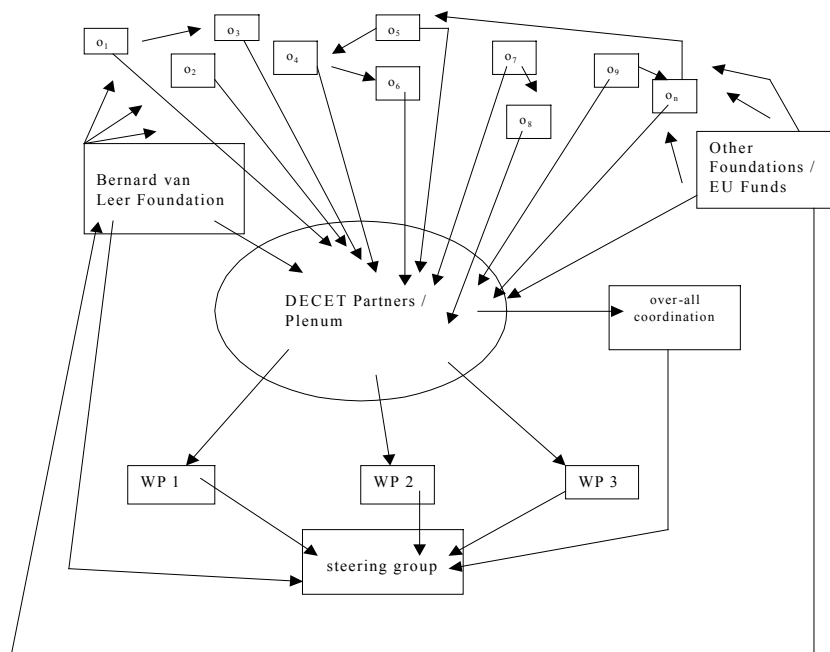 o₁
o₃
o₅
o₂
o₄
o₆
o₇
o₉
oₙ
o₈
Bernard van
Leer Foundation
Other
Foundations /
EU Funds
DECET Partners /
Plenum
over-all
coordination
WP 1
WP 2
WP 3
steering group